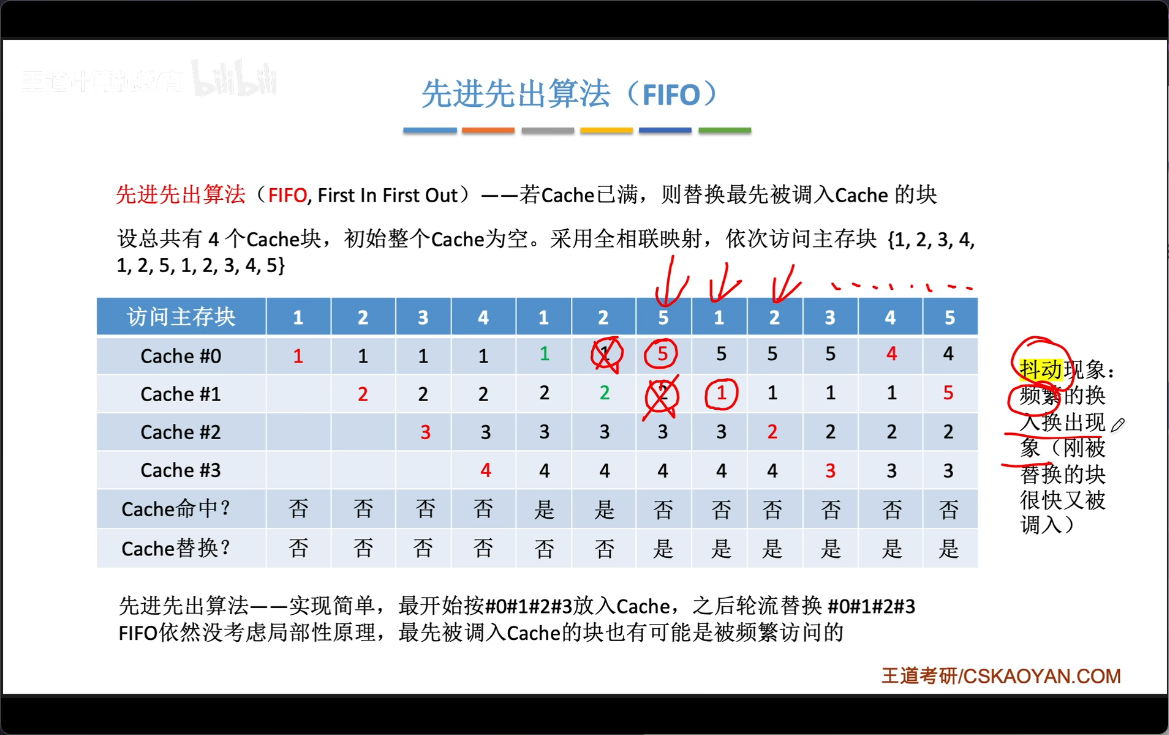 bilibili
先进先出算法（FIFO）
先进先出算法（FIFO, First In First Out）——若Cache已满，则替换最先被调入Cache 的块
设总共有 4 个Cache块，初始整个Cache为空。采用全相联映射，依次访问主存块 {1, 2, 3, 4,
1, 2, 5, 1, 2, 3, 4, 5}
访问主存块 1 2 3 4 1 2 5 1 2 3 4 5
Cache #0 1 1 1 1 1 1 5 5 5 5 4 4
Cache #1 2 2 2 2 2 2 1 1 1 1 5
Cache #2 3 3 3 3 3 3 2 2 2 2
Cache #3 4 4 4 4 4 4 3 3 3
Cache命中？ 否 否 否 否 是 是 否 否 否 否 否 否
Cache替换？ 否 否 否 否 否 否 是 是 是 是 是 是
抖动现象：
频繁的换
入换出现
象（刚被
替换的块
很快又被
调入）
先进先出算法——实现简单，最开始按#0#1#2#3放入Cache，之后轮流替换 #0#1#2#3
FIFO依然没考虑局部性原理，最先被调入Cache的块也有可能是被频繁访问的
王道考研/CSKAOYAN.COM